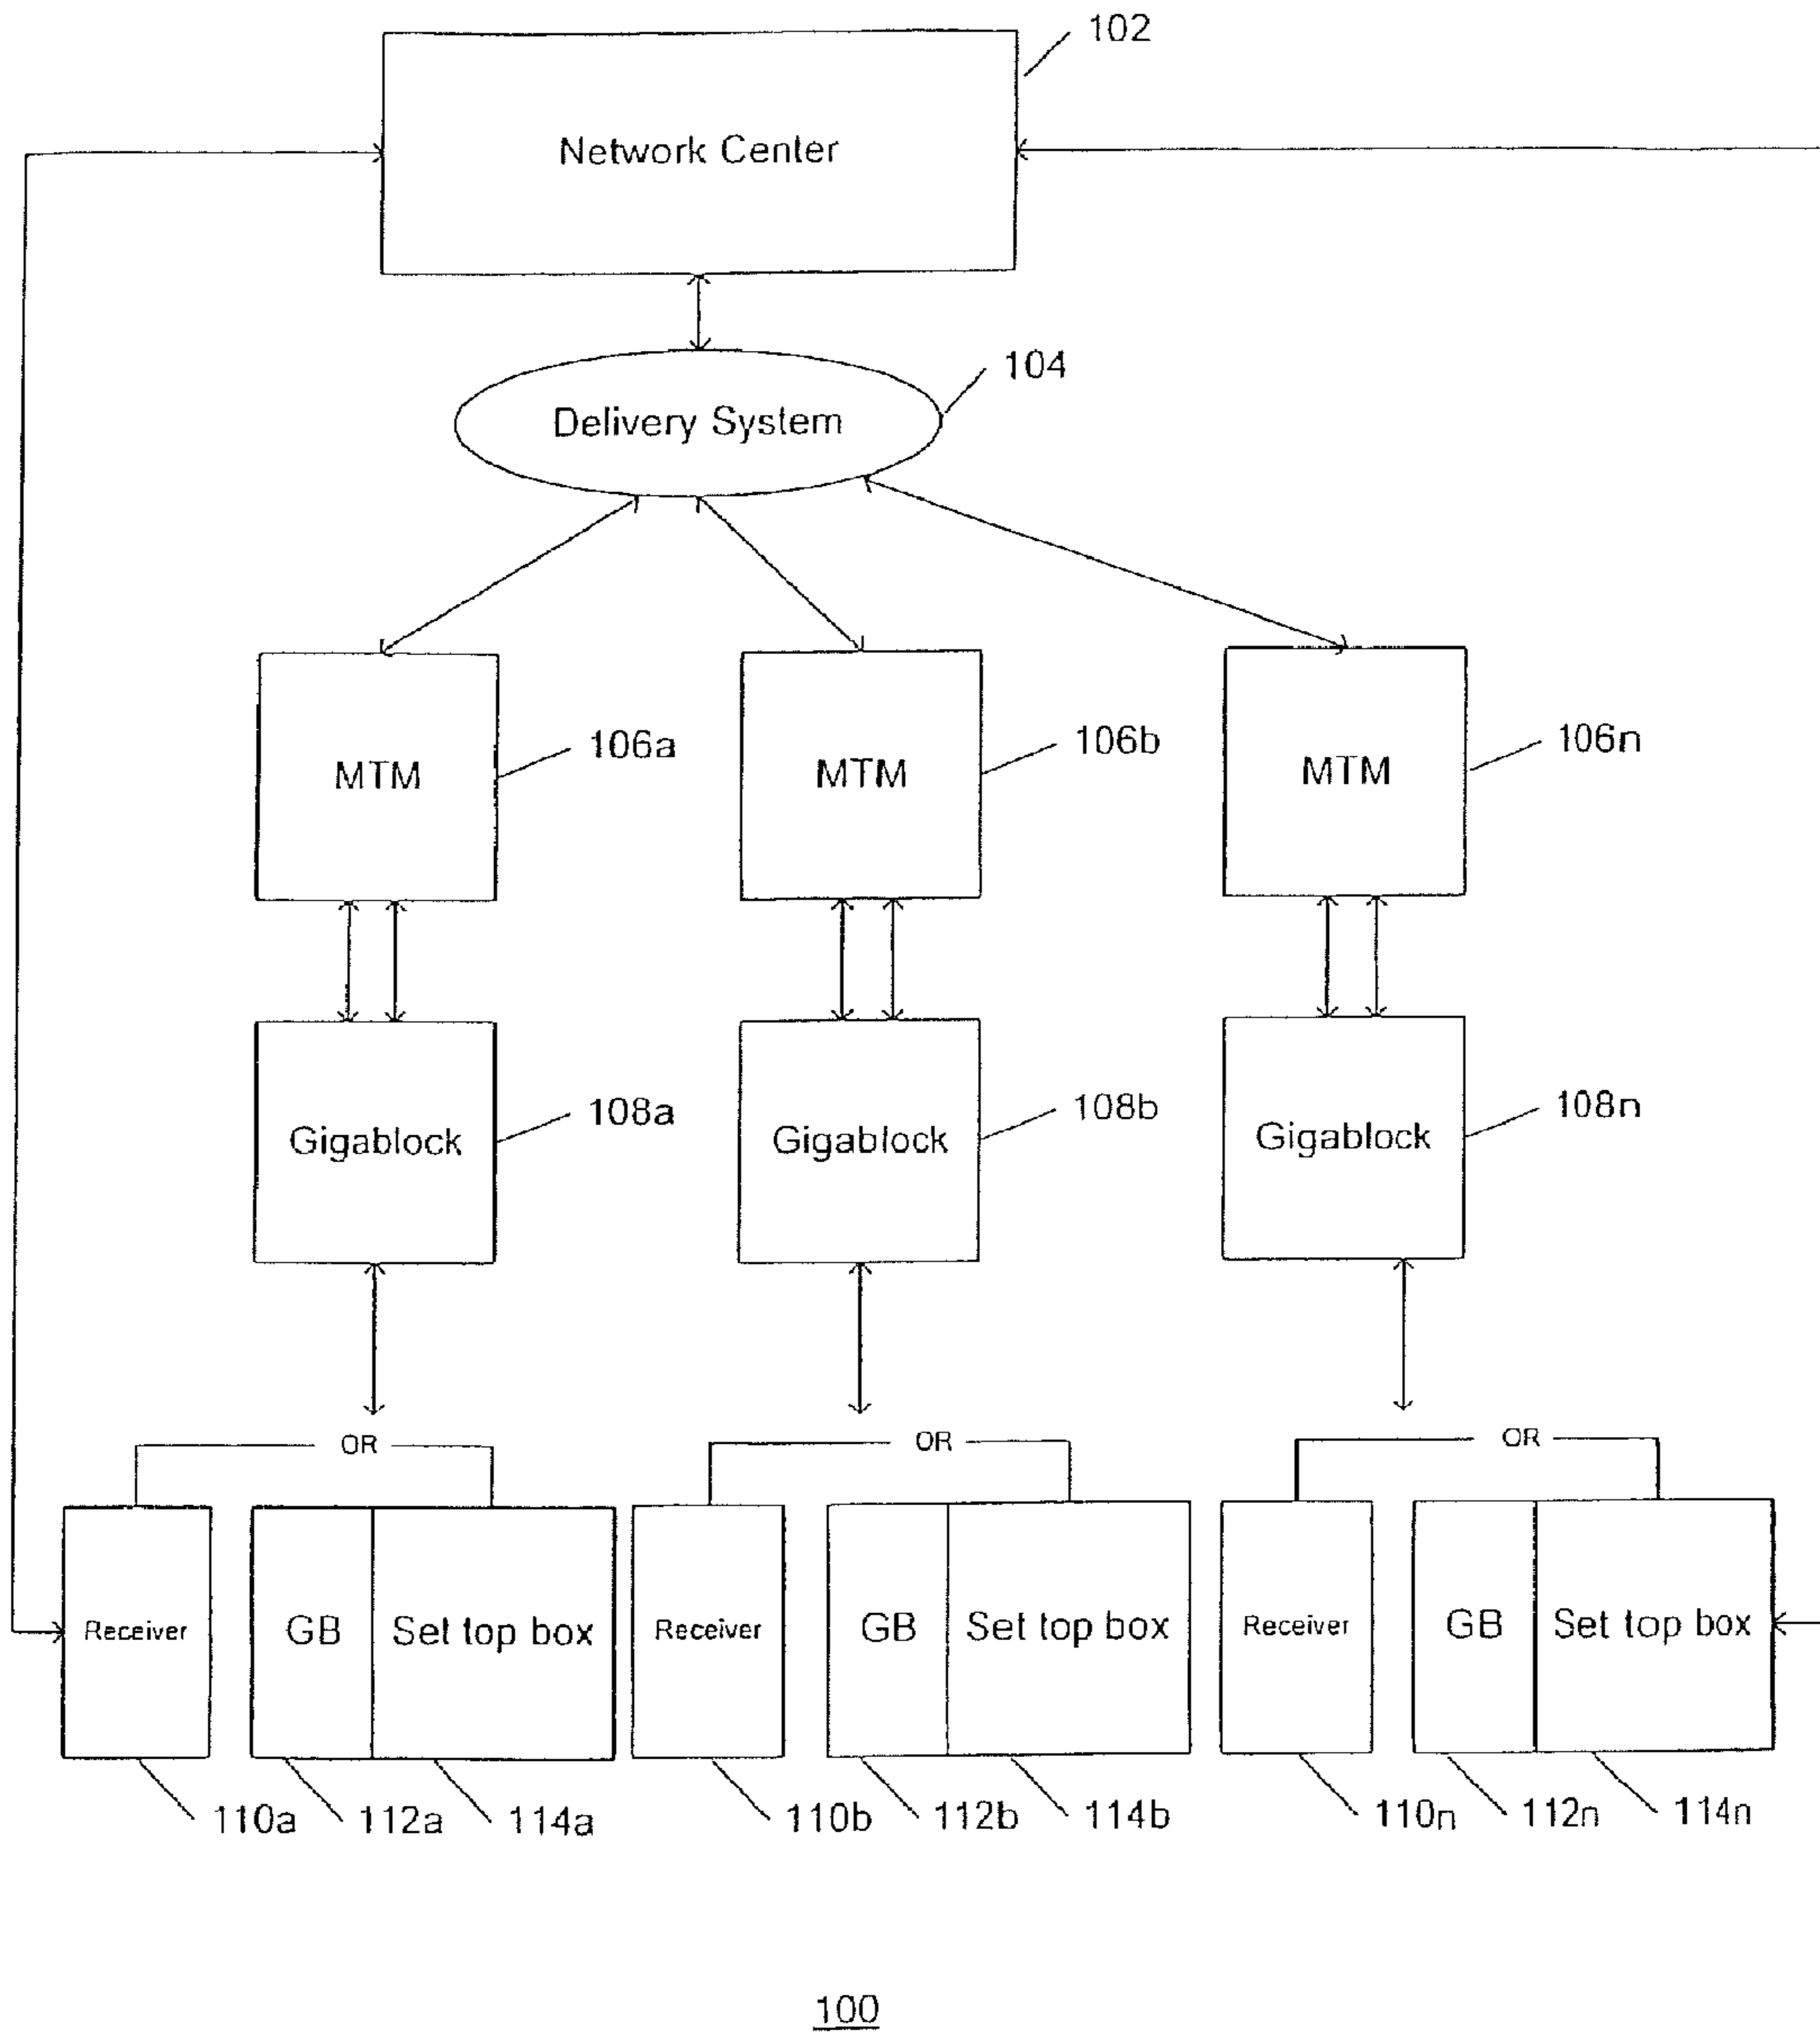 102
Network Center
104
Delivery System
106a
106b
106n
MTM
MTM
MTM
108a
108b
108n
Gigablock
Gigablock
Gigablock
OR
OR
OR
Receiver
GB
Set top box
Receiver
GB
Set top box
Receiver
GB
Set top box
110a
112a
114a
110b
112b
114b
110n
112n
114n
100